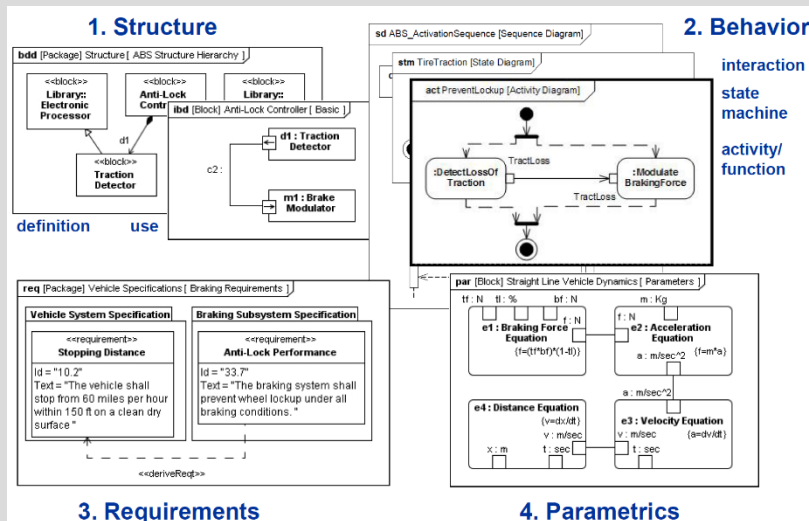 1. Structure
bdd [Package] Structure [ ABS Structure Hierarchy ]
<<block>>
Library::
Electronic
Processor
<<block>>
Anti-Lock
<<block>>
Library::
d1
<<block>>
Traction
Detector
ibd [Block] Anti-Lock Controller [ Basic ]
d1 : Traction
Detector
c2 :
m1 : Brake
Modulator
definition
use
2. Behavior
sd ABS_ActivationSequence [Sequence Diagram]
stm TireTraction [State Diagram]
act PreventLockup [Activity Diagram]
:DetectLossOf
Traction
TractLoss
:Modulate
BrakingForce
TractLoss
interaction
state
machine
activity/
function
req [Package] Vehicle Specifications [ Braking Requirements ]
Vehicle System Specification
<<requirement>>
Stopping Distance
Id = "10.2"
Text = "The vehicle shall
stop from 60 miles per hour
within 150 ft on a clean dry
surface "
Braking Subsystem Specification
<<requirement>>
Anti-Lock Performance
Id = "33.7"
Text = "The braking system shall
prevent wheel lockup under all
braking conditions. "
<<deriveReqt>>
3. Requirements
par [Block] Straight Line Vehicle Dynamics [ Parameters ]
tf : N
tl : %
bf : N
f : N
e1 : Braking Force
Equation
{f=(tf*bf)*(1-tl)}
m : Kg
f : N
e2 : Acceleration
Equation
{f=m*a}
a : m/sec^2
a : m/sec^2
e4 : Distance Equation
{v=dx/dt}
v : m/sec
x : m
t : sec
e3 : Velocity Equation
v : m/sec
{a=dv/dt}
t : sec
4. Parametrics